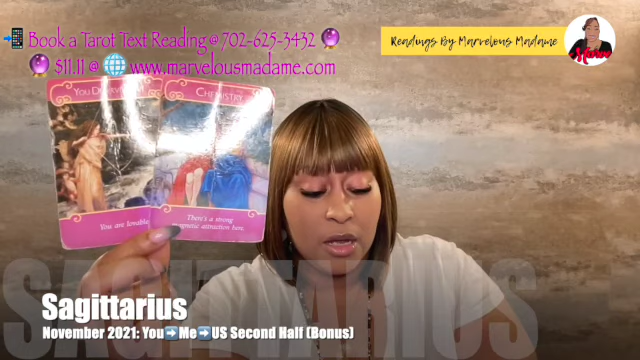 📲 Book a Tarot Text Reading @ 702-625-3432 🔮
🔮 $11.11 @ 🌐 www.marvelousmadame.com
Readings By Marvelous Madame
CHEMISTRY
You are lovable
There's a strong
magnetic attraction here.
SAGITTARIUS
Sagittarius
November 2021: You➡️Me➡️US Second Half (Bonus)